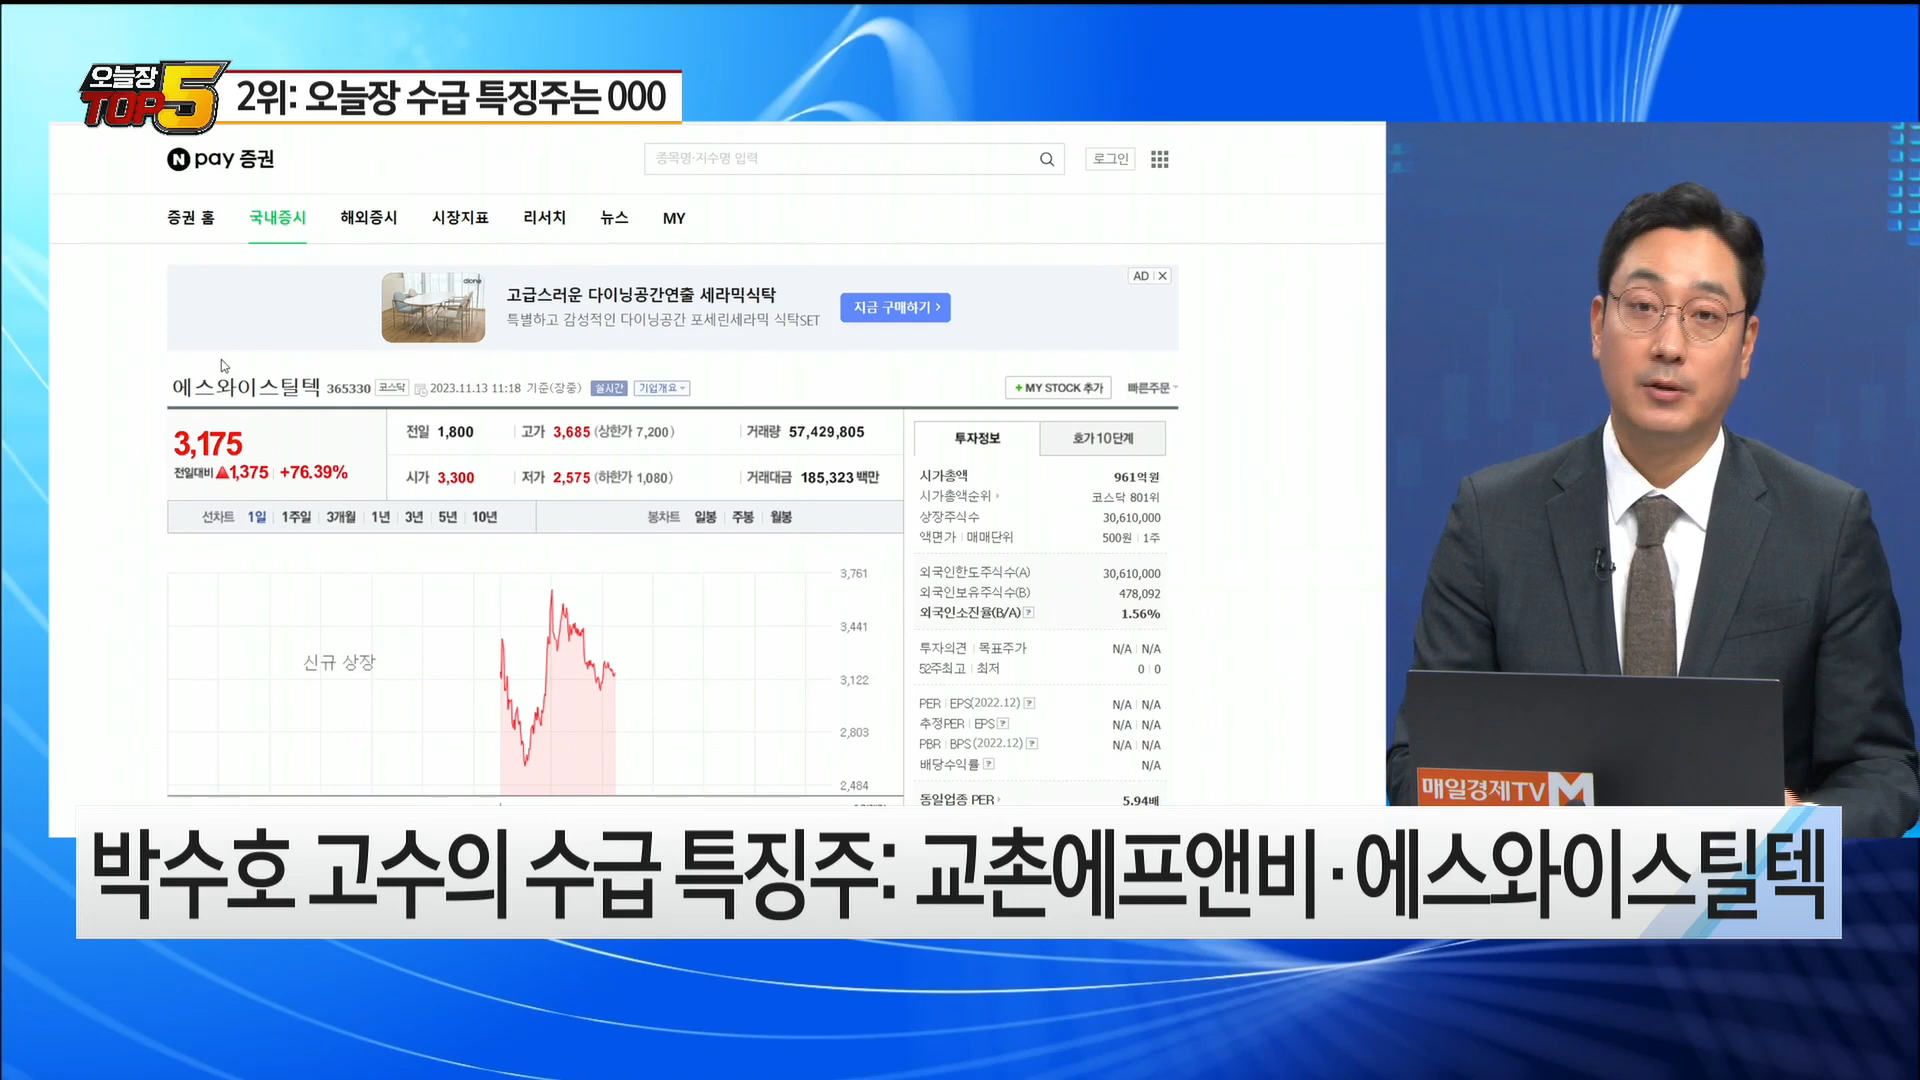 오늘장
TOP5
2위: 오늘장 수급 특징주는 OOO
N pay 증권
종목명·지수명 입력
로그인
증권 홈
국내증시
해외증시
시장지표
리서치
뉴스
MY
dione
고급스러운 다이닝공간연출 세라믹식탁
특별하고 감성적인 다이닝공간 포세린세라믹 식탁SET
지금 구매하기 >
AD X
에스와이스틸텍 365330 코스닥 2023.11.13 11:18 기준(장중) 실시간 기업개요
+ MY STOCK 추가
빠른주문
3,175
전일대비 ▲1,375 | +76.39%
전일 1,800 | 고가 3,685 (상한가 7,200) | 거래량 57,429,805
시가 3,300 | 저가 2,575 (하한가 1,080) | 거래대금 185,323 백만
선차트 1일 | 1주일 | 3개월 | 1년 | 3년 | 5년 | 10년
봉차트 일봉 | 주봉 | 월봉
3,761
3,441
신규 상장
3,122
2,803
2,484
투자정보
호가 10단계
시가총액 961억원
시가총액순위 코스닥 801위
상장주식수 30,610,000
액면가 | 매매단위 500원 | 1주
외국인한도주식수(A) 30,610,000
외국인보유주식수(B) 478,092
외국인소진율(B/A) ? 1.56%
투자의견 | 목표주가 N/A | N/A
52주최고 | 최저 0 | 0
PER | EPS(2022.12) ? N/A | N/A
추정PER | EPS ? N/A | N/A
PBR | BPS (2022.12) ? N/A | N/A
배당수익률 ? N/A
동일업종 PER 5.94배
매일경제TV M
박수호 고수의 수급 특징주: 교촌에프앤비·에스와이스틸텍